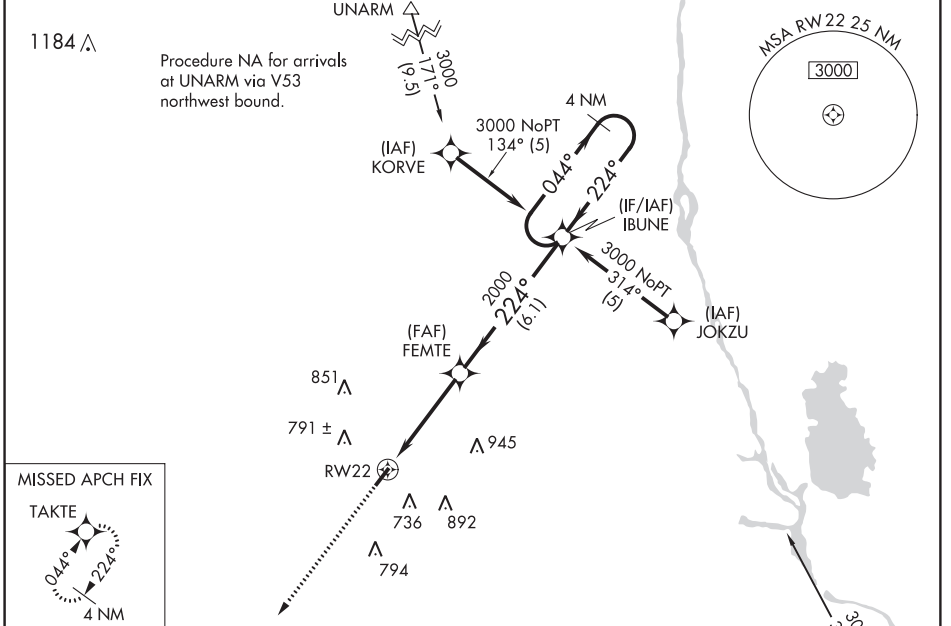 UNARM
1184
Procedure NA for arrivals
at UNARM via V53
northwest bound.
3000
171°
(9.5)
MSA RW22 25 NM
3000
4 NM
3000 NoPT
134° (5)
(IAF)
KORVE
044°
224°
(IF/IAF)
IBUNE
3000 NoPT
314°
(5)
(IAF)
JOKZU
2000
224°
(6.1)
(FAF)
FEMTE
851
791 ±
945
RW22
736
892
794
MISSED APCH FIX
TAKTE
044°
224°
4 NM